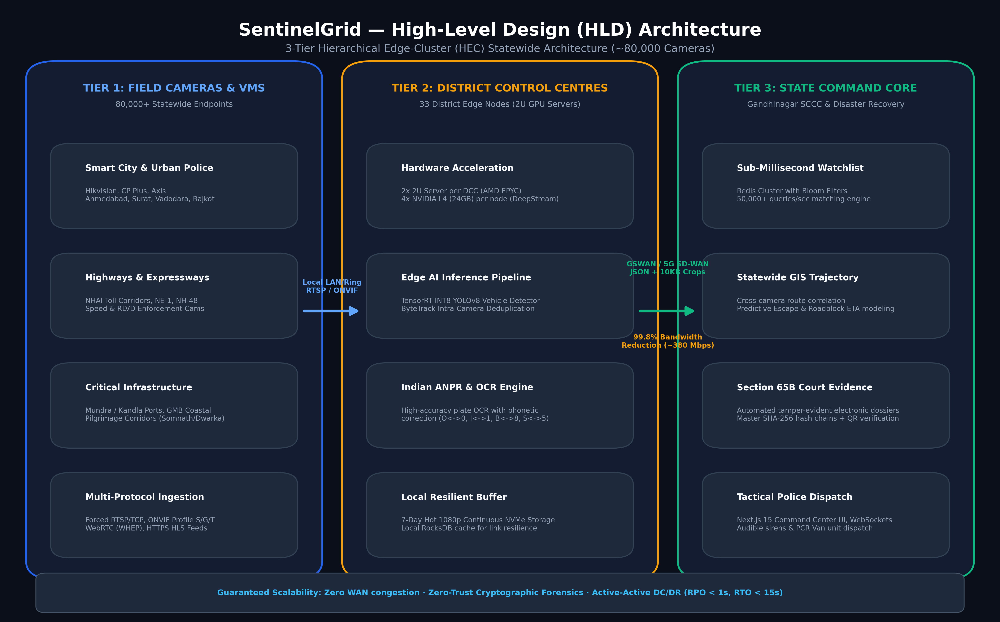 SentinelGrid — High-Level Design (HLD) Architecture
3-Tier Hierarchical Edge-Cluster (HEC) Statewide Architecture (~80,000 Cameras)
TIER 1: FIELD CAMERAS & VMS
80,000+ Statewide Endpoints
Smart City & Urban Police
Hikvision, CP Plus, Axis
Ahmedabad, Surat, Vadodara, Rajkot
Highways & Expressways
NHAI Toll Corridors, NE-1, NH-48
Speed & RLVD Enforcement Cams
Critical Infrastructure
Mundra / Kandla Ports, GMB Coastal
Pilgrimage Corridors (Somnath/Dwarka)
Multi-Protocol Ingestion
Forced RTSP/TCP, ONVIF Profile S/G/T
WebRTC (WHEP), HTTPS HLS Feeds
Local LAN/Ring
RTSP / ONVIF
TIER 2: DISTRICT CONTROL CENTRES
33 District Edge Nodes (2U GPU Servers)
Hardware Acceleration
2x 2U Server per DCC (AMD EPYC)
4x NVIDIA L4 (24GB) per node (DeepStream)
Edge AI Inference Pipeline
TensorRT INT8 YOLOv8 Vehicle Detector
ByteTrack Intra-Camera Deduplication
Indian ANPR & OCR Engine
High-accuracy plate OCR with phonetic
correction (O<->0, I<->1, B<->8, S<->5)
Local Resilient Buffer
7-Day Hot 1080p Continuous NVMe Storage
Local RocksDB cache for link resilience
GSWAN / 5G SD-WAN
JSON + 10KB Crops
99.8% Bandwidth
Reduction (~380 Mbps)
TIER 3: STATE COMMAND CORE
Gandhinagar SCCC & Disaster Recovery
Sub-Millisecond Watchlist
Redis Cluster with Bloom Filters
50,000+ queries/sec matching engine
Statewide GIS Trajectory
Cross-camera route correlation
Predictive Escape & Roadblock ETA modeling
Section 65B Court Evidence
Automated tamper-evident electronic dossiers
Master SHA-256 hash chains + QR verification
Tactical Police Dispatch
Next.js 15 Command Center UI, WebSockets
Audible sirens & PCR Van unit dispatch
Guaranteed Scalability: Zero WAN congestion · Zero-Trust Cryptographic Forensics · Active-Active DC/DR (RPO < 1s, RTO < 15s)